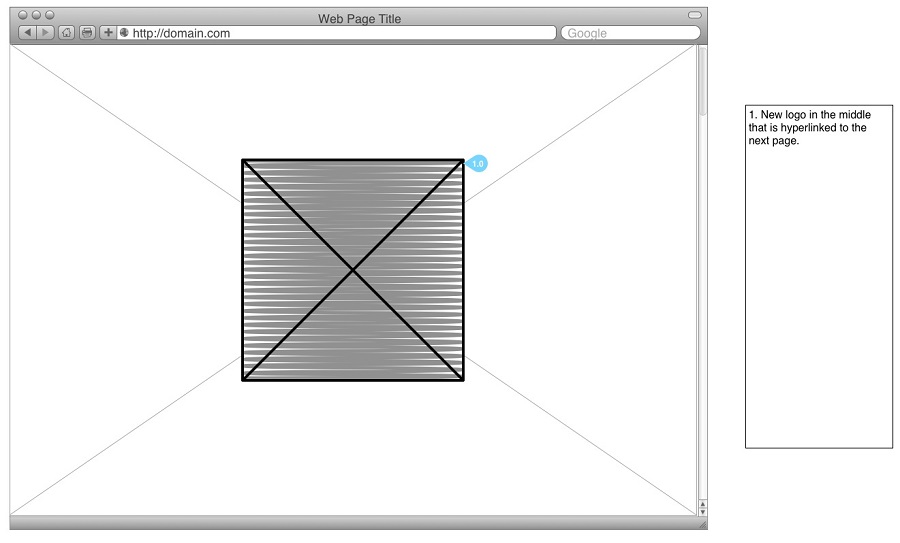 Web Page Title
http://domain.com
Google
1.0
1. New logo in the middle
that is hyperlinked to the
next page.